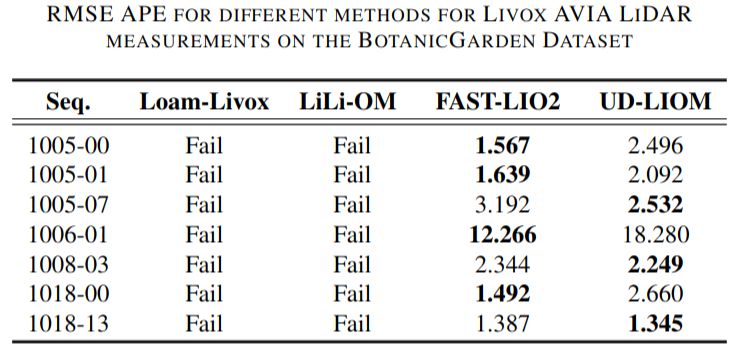 RMSE APE FOR DIFFERENT METHODS FOR LIVOX AVIA LIDAR
MEASUREMENTS ON THE BOTANICGARDEN DATASET
Seq. Loam-Livox LiLi-OM FAST-LIO2 UD-LIOM
1005-00 Fail Fail 1.567 2.496
1005-01 Fail Fail 1.639 2.092
1005-07 Fail Fail 3.192 2.532
1006-01 Fail Fail 12.266 18.280
1008-03 Fail Fail 2.344 2.249
1018-00 Fail Fail 1.492 2.660
1018-13 Fail Fail 1.387 1.345